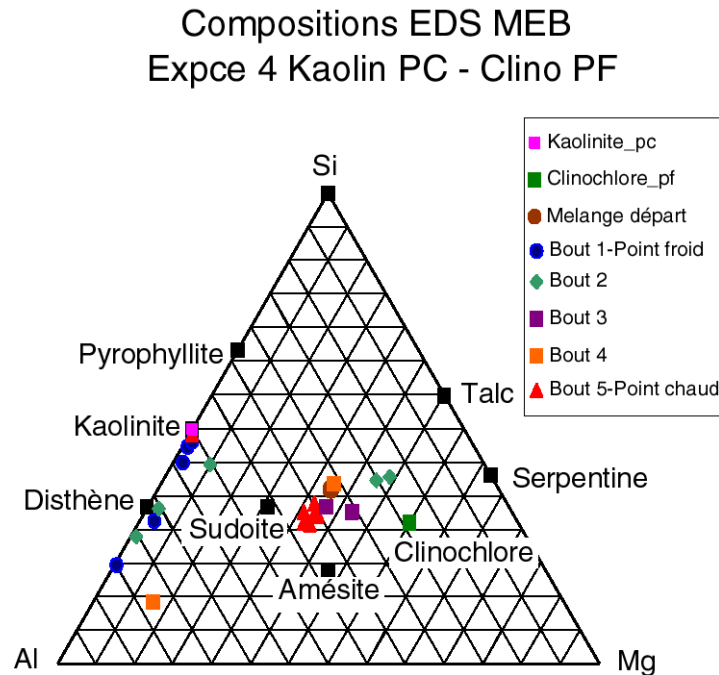 Compositions EDS MEB
Expce 4 Kaolin PC - Clino PF
Kaolinite_pc
Clinochlore_pf
Melange départ
Bout 1-Point froid
Bout 2
Bout 3
Bout 4
Bout 5-Point chaud
Si
Pyrophyllite
Talc
Kaolinite
Serpentine
Disthène
Sudoite
Clinochlore
Amésite
Al
Mg